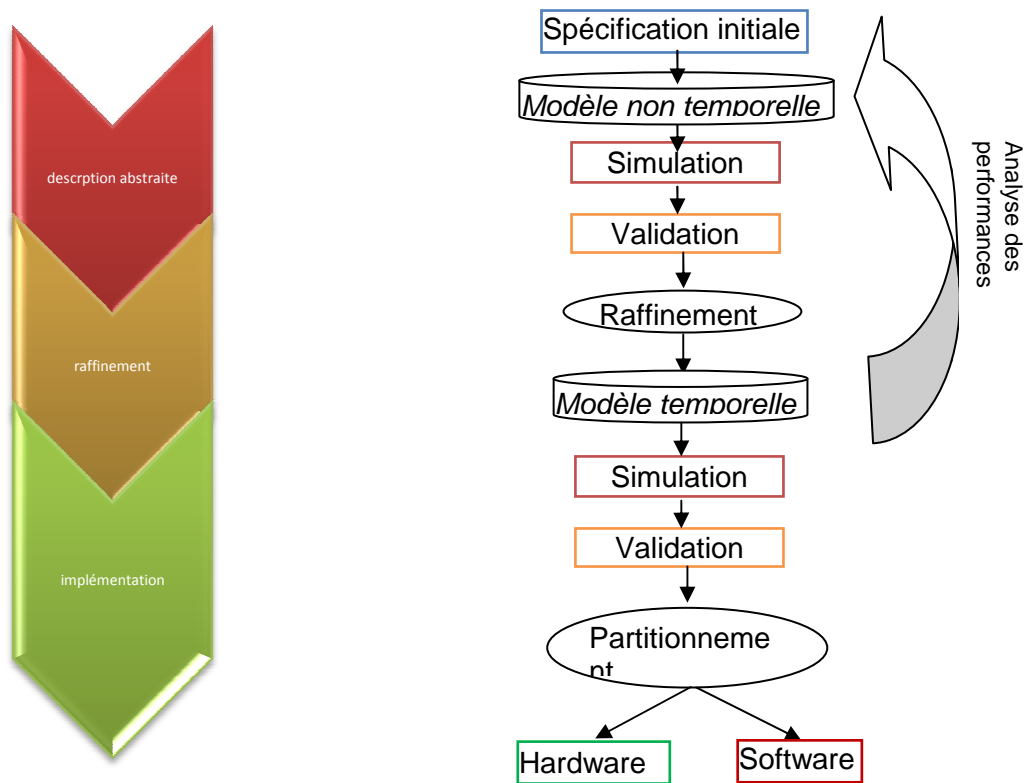 descrption abstraite
raffinement
implémentation
Spécification initiale
Modèle non temporelle
Simulation
Validation
Raffinement
Modèle temporelle
Simulation
Validation
Partitionneme
nt
Hardware
Software
Analyse des
performances